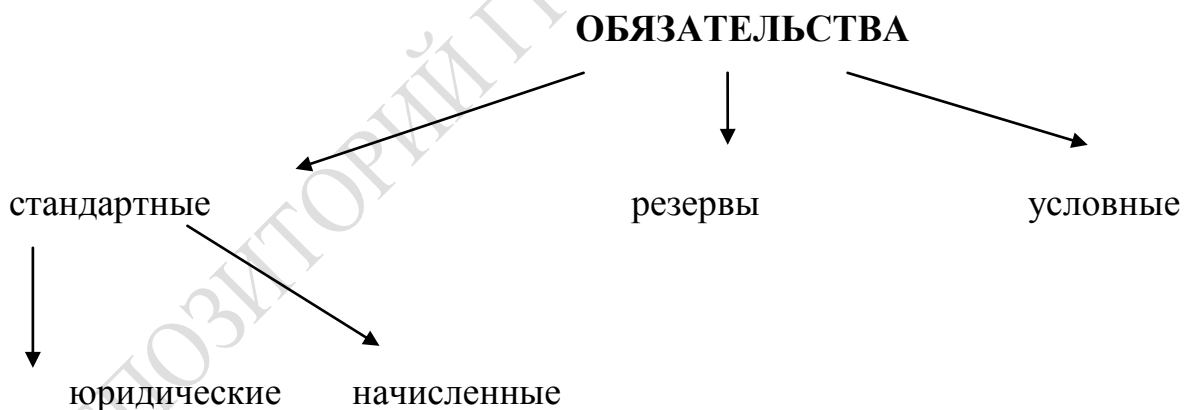 ОБЯЗАТЕЛЬСТВА
стандартные резервы условные
юридические начисленные